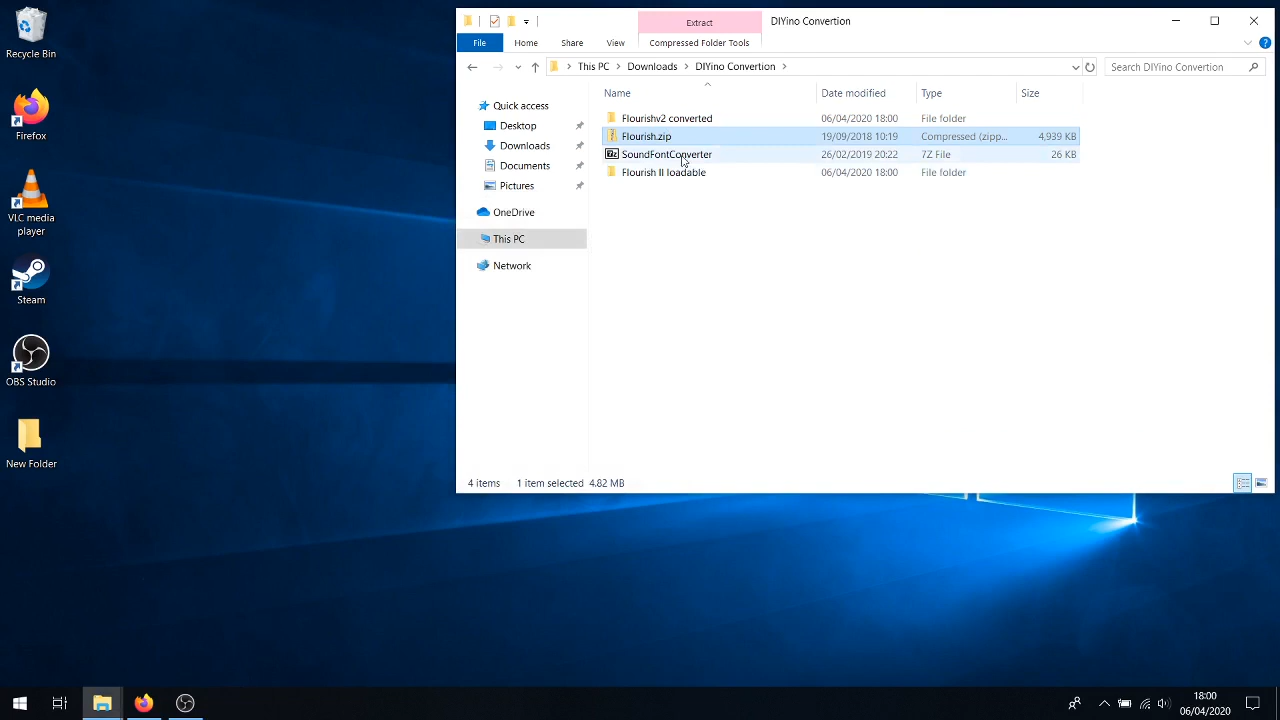 Recycle Bin
Firefox
VLC media
player
Steam
OBS Studio
New Folder
Extract
DIYino Convertion
File
Home
Share
View
Compressed Folder Tools
This PC
Downloads
DIYino Convertion
Search DIYino Convertion
Quick access
Desktop
Downloads
Documents
Pictures
OneDrive
This PC
Network
Name
Date modified
Type
Size
Flourishv2 converted
06/04/2020 18:00
File folder
Flourish.zip
19/09/2018 10:19
Compressed (zipp...
4,939 KB
SoundFontConverter
26/02/2019 20:22
7Z File
26 KB
Flourish II loadable
06/04/2020 18:00
File folder
4 items
1 item selected 4.82 MB
18:00
06/04/2020